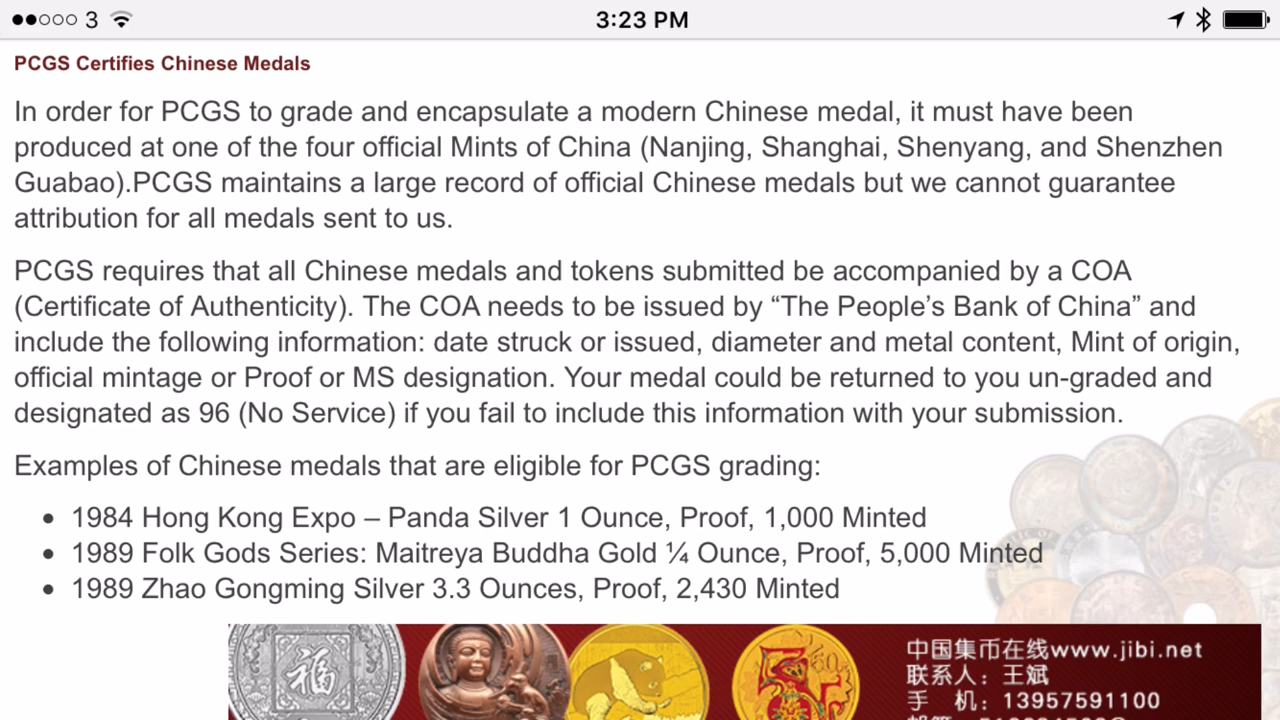 3
3:23 PM
PCGS Certifies Chinese Medals
In order for PCGS to grade and encapsulate a modern Chinese medal, it must have been
produced at one of the four official Mints of China (Nanjing, Shanghai, Shenyang, and Shenzhen
Guabao).PCGS maintains a large record of official Chinese medals but we cannot guarantee
attribution for all medals sent to us.
PCGS requires that all Chinese medals and tokens submitted be accompanied by a COA
(Certificate of Authenticity). The COA needs to be issued by “The People’s Bank of China” and
include the following information: date struck or issued, diameter and metal content, Mint of origin,
official mintage or Proof or MS designation. Your medal could be returned to you un-graded and
designated as 96 (No Service) if you fail to include this information with your submission.
Examples of Chinese medals that are eligible for PCGS grading:
• 1984 Hong Kong Expo – Panda Silver 1 Ounce, Proof, 1,000 Minted
• 1989 Folk Gods Series: Maitreya Buddha Gold ¼ Ounce, Proof, 5,000 Minted
• 1989 Zhao Gongming Silver 3.3 Ounces, Proof, 2,430 Minted
福
中国集币在线www.jibi.net
联系人：王斌
手 机：13957591100